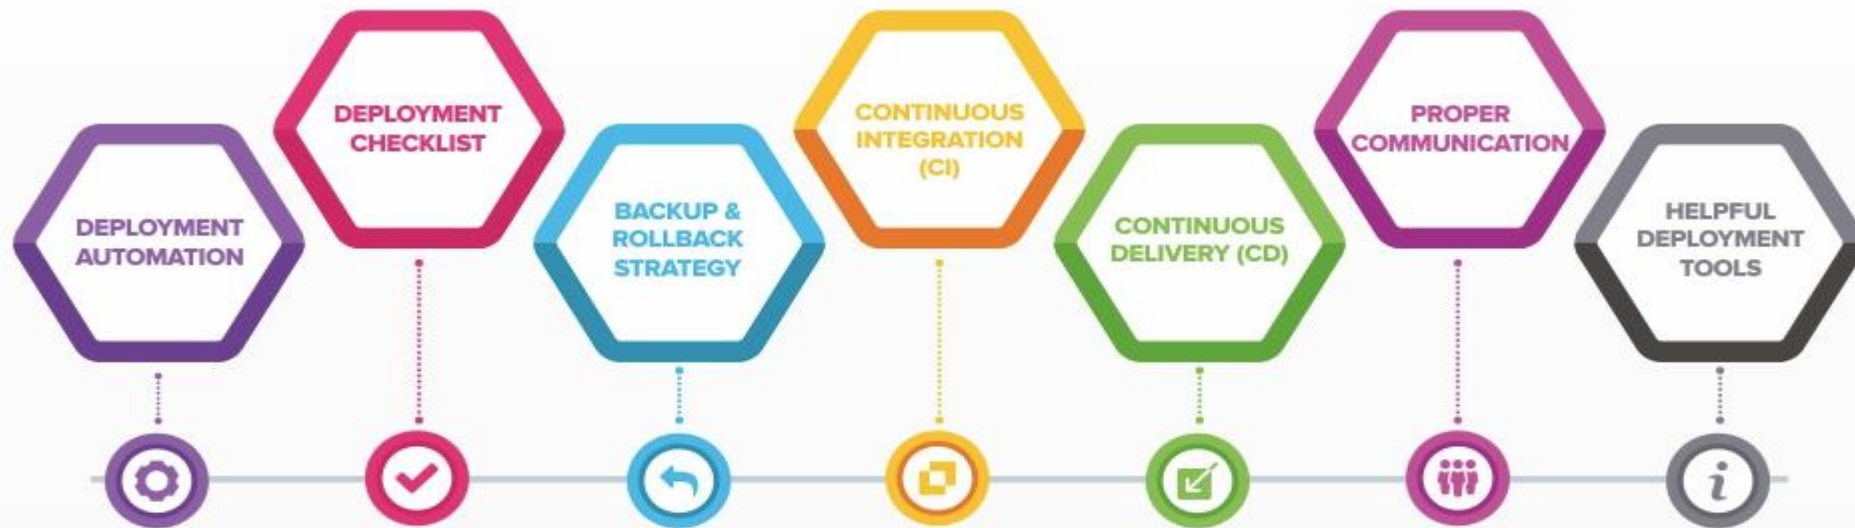 DEPLOYMENT
AUTOMATION
DEPLOYMENT
CHECKLIST
BACKUP &
ROLLBACK
STRATEGY
CONTINUOUS
INTEGRATION
(CI)
CONTINUOUS
DELIVERY (CD)
PROPER
COMMUNICATION
HELPFUL
DEPLOYMENT
TOOLS
i